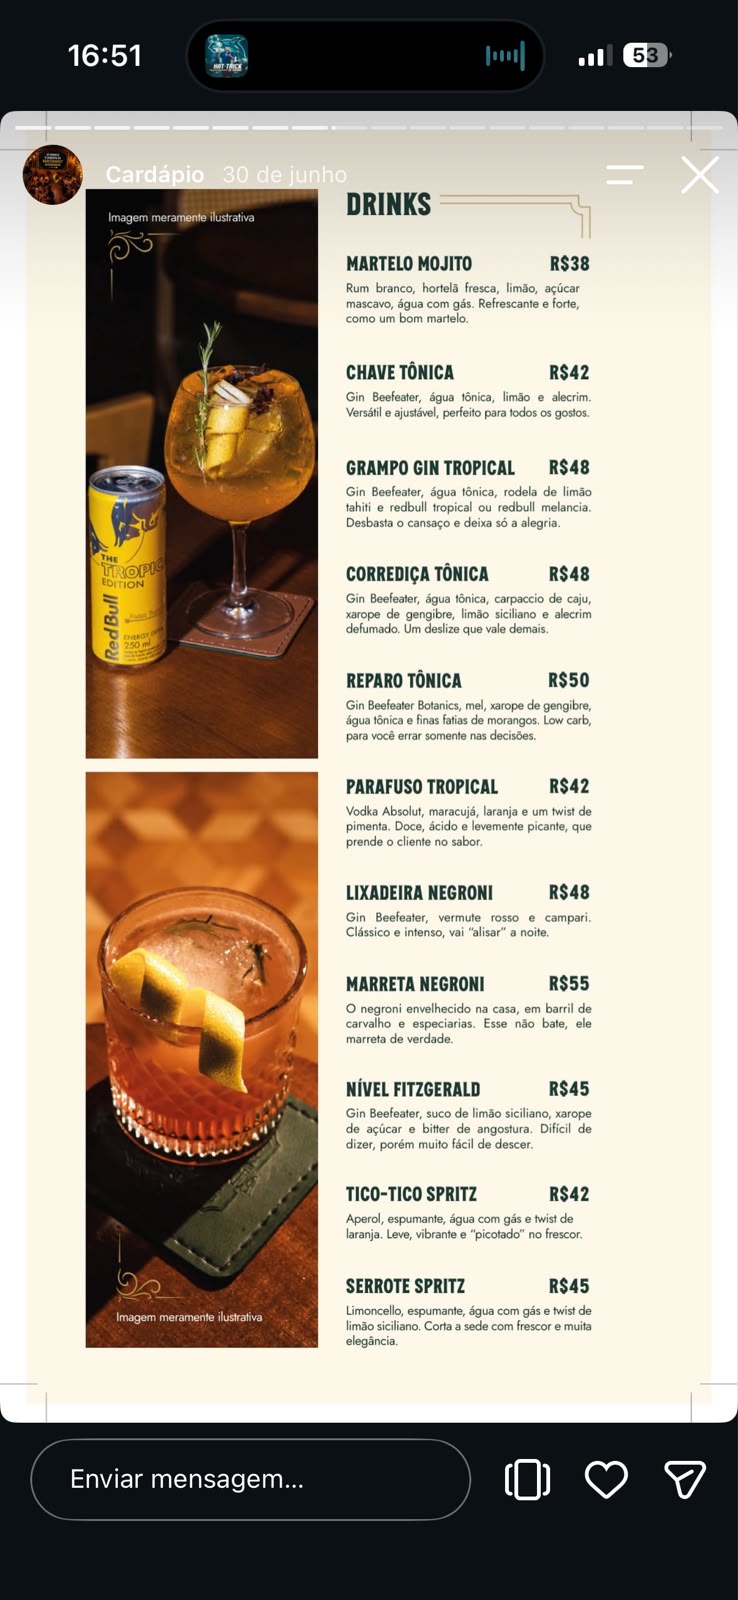 16:51
HAT-TRICK
53
Cardápio 30 de junho
Imagem meramente ilustrativa
THE
TROPIC
EDITION
Red Bull
ENERGY DRINK
250 ml
Imagem meramente ilustrativa
DRINKS
MARTELO MOJITO R$38
Rum branco, hortelã fresca, limão, açúcar
mascavo, água com gás. Refrescante e forte,
como um bom martelo.
CHAVE TÔNICA R$42
Gin Beefeater, água tônica, limão e alecrim.
Versátil e ajustável, perfeito para todos os gostos.
GRAMPO GIN TROPICAL R$48
Gin Beefeater, água tônica, rodela de limão
tahiti e redbull tropical ou redbull melancia.
Desbasta o cansaço e deixa só a alegria.
CORREDIÇA TÔNICA R$48
Gin Beefeater, água tônica, carpaccio de caju,
xarope de gengibre, limão siciliano e alecrim
defumado. Um deslize que vale demais.
REPARO TÔNICA R$50
Gin Beefeater Botanics, mel, xarope de gengibre,
água tônica e finas fatias de morangos. Low carb,
para você errar somente nas decisões.
PARAFUSO TROPICAL R$42
Vodka Absolut, maracujá, laranja e um twist de
pimenta. Doce, ácido e levemente picante, que
prende o cliente no sabor.
LIXADEIRA NEGRONI R$48
Gin Beefeater, vermute rosso e campari.
Clássico e intenso, vai “alisar” a noite.
MARRETA NEGRONI R$55
O negroni envelhecido na casa, em barril de
carvalho e especiarias. Esse não bate, ele
marreta de verdade.
NÍVEL FITZGERALD R$45
Gin Beefeater, suco de limão siciliano, xarope
de açúcar e bitter de angostura. Difícil de
dizer, porém muito fácil de descer.
TICO-TICO SPRITZ R$42
Aperol, espumante, água com gás e twist de
laranja. Leve, vibrante e “picotado” no frescor.
SERROTE SPRITZ R$45
Limoncello, espumante, água com gás e twist de
limão siciliano. Corta a sede com frescor e muita
elegância.
Enviar mensagem...